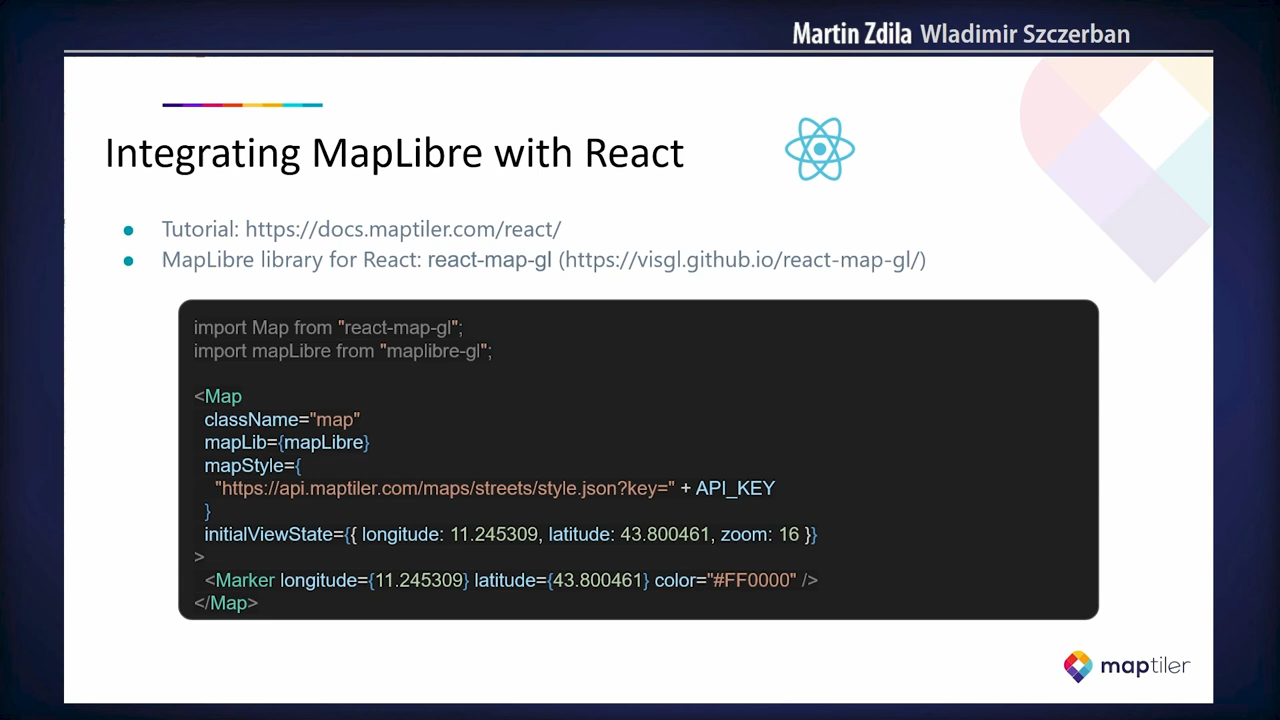 Martin Zdila Wladimir Szczerban
Integrating MapLibre with React
● Tutorial: https://docs.maptiler.com/react/
● MapLibre library for React: react-map-gl (https://visgl.github.io/react-map-gl/)
import Map from "react-map-gl";
import mapLibre from "maplibre-gl";
<Map
className="map"
mapLib={mapLibre}
mapStyle={
"https://api.maptiler.com/maps/streets/style.json?key=" + API_KEY
}
initialViewState={{ longitude: 11.245309, latitude: 43.800461, zoom: 16 }}
>
<Marker longitude={11.245309} latitude={43.800461} color="#FF0000" />
</Map>
maptiler